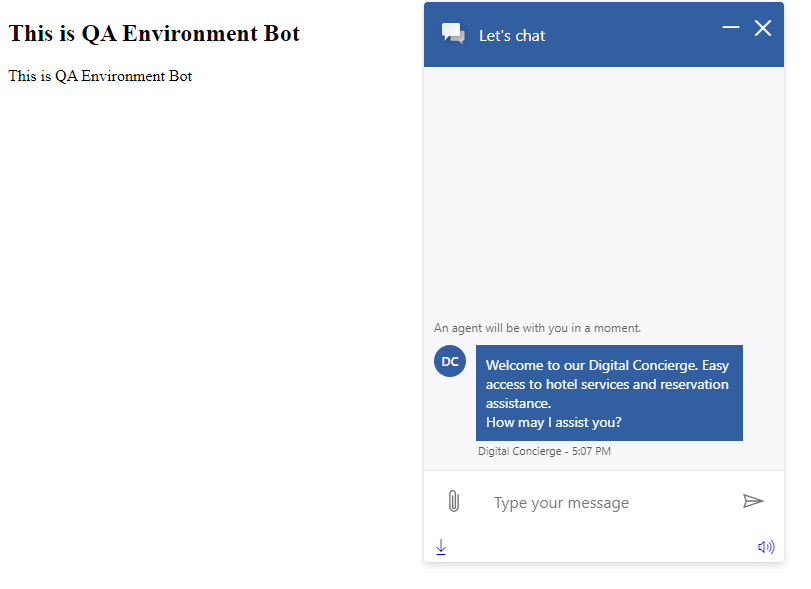 This is QA Environment Bot
This is QA Environment Bot
Let's chat
An agent will be with you in a moment.
DC
Welcome to our Digital Concierge. Easy
access to hotel services and reservation
assistance.
How may I assist you?
Digital Concierge - 5:07 PM
Type your message